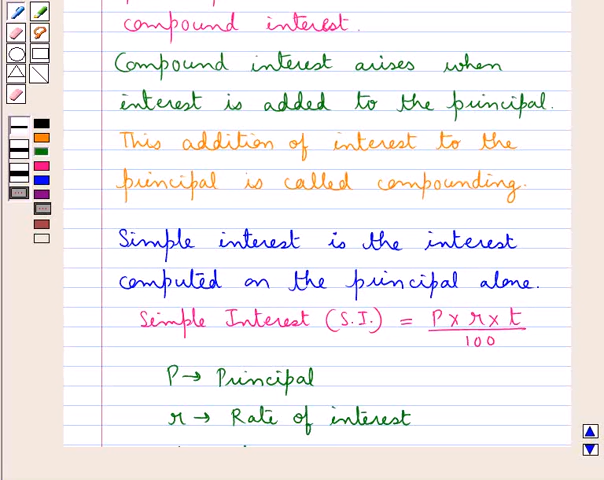 compound interest.
Compound interest arises when
interest is added to the principal.
This addition of interest to the
principal is called compounding.
Simple interest is the interest
computed on the principal alone.
Simple Interest (S.I.) = P x r x t / 100
P → Principal
r → Rate of interest